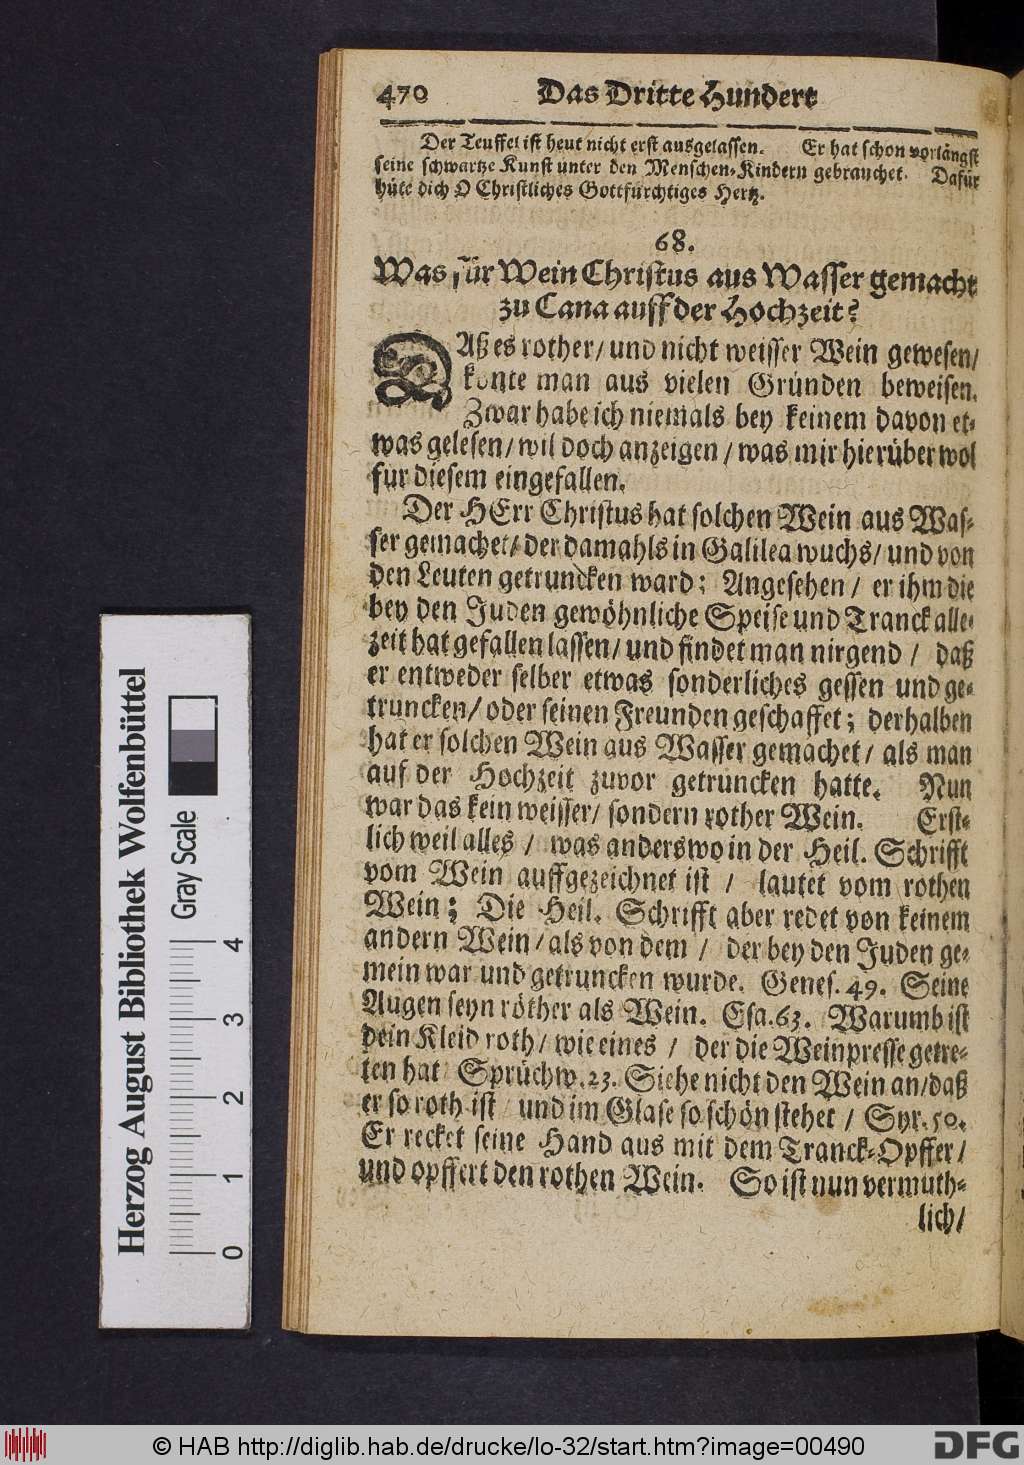 470 Das Dritte Hundert
Der Teuffel ist heut nicht erst ausgelassen. Er hat schon vorlängst
seine schwartze Kunst unter den Menschen-Kindern gebrauchet. Dafür
hüte dich O Christliches Gottfürchtiges Hertz.
68.
Was für Wein Christus aus Wasser gemacht
zu Cana auff der Hochzeit?
DAß es rother/ und nicht weisser Wein gewesen/
könte man aus vielen Gründen beweisen.
Zwar habe ich niemals bey keinem davon et-
was gelesen/ wil doch anzeigen/ was mir hierüber wol
für diesem eingefallen.
Der HErr Christus hat solchen Wein aus Was-
ser gemachet/ der damahls in Galilea wuchs/ und von
den Leuten getruncken ward; Angesehen/ er ihm die
bey den Juden gewöhnliche Speise und Tranck alle-
zeit hat gefallen lassen/ und findet man nirgend/ daß
er entweder selber etwas sonderliches gessen und ge-
truncken/ oder seinen Freunden geschaffet; derhalben
hat er solchen Wein aus Wasser gemachet/ als man
auf der Hochzeit zuvor getruncken hatte. Nun
war das kein weisser/ sondern rother Wein. Erst-
lich weil alles/ was anderswo in der Heil. Schrifft
vom Wein auffgezeichnet ist/ lautet vom rothen
Wein; Die Heil. Schrifft aber redet von keinem
andern Wein/ als von dem/ der bey den Juden ge-
mein war und getruncken wurde. Genes. 49. Seine
Augen seyn röther als Wein. Esa. 63. Warumb ist
dein Kleid roth/ wie eines/ der die Weinpresse getre-
ten hat Sprüchw. 23. Siehe nicht den Wein an/ daß
er so roth ist/ und im Glase so schön stehet/ Syr. 50.
Er recket seine Hand aus mit dem Tranck-Opffer/
und opffert den rothen Wein. So ist nun vermuth-
lich/
Herzog August Bibliothek Wolfenbüttel
Gray Scale
0 1 2 3 4
© HAB http://diglib.hab.de/drucke/lo-32/start.htm?image=00490
DFG